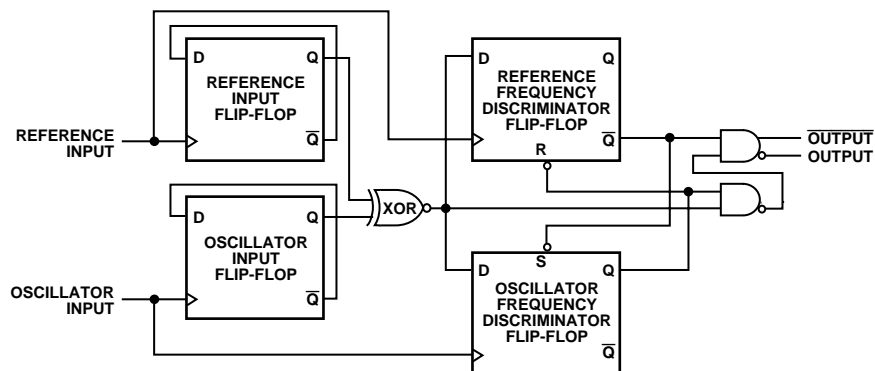 D
Q
REFERENCE
INPUT
FLIP-FLOP
Q̅
REFERENCE
INPUT
D
Q
REFERENCE
FREQUENCY
DISCRIMINATOR
FLIP-FLOP
Q̅
R
O̅U̅T̅P̅U̅T̅
OUTPUT
D
Q
OSCILLATOR
INPUT
FLIP-FLOP
Q̅
OSCILLATOR
INPUT
XOR
S
D
Q
OSCILLATOR
FREQUENCY
DISCRIMINATOR
FLIP-FLOP
Q̅